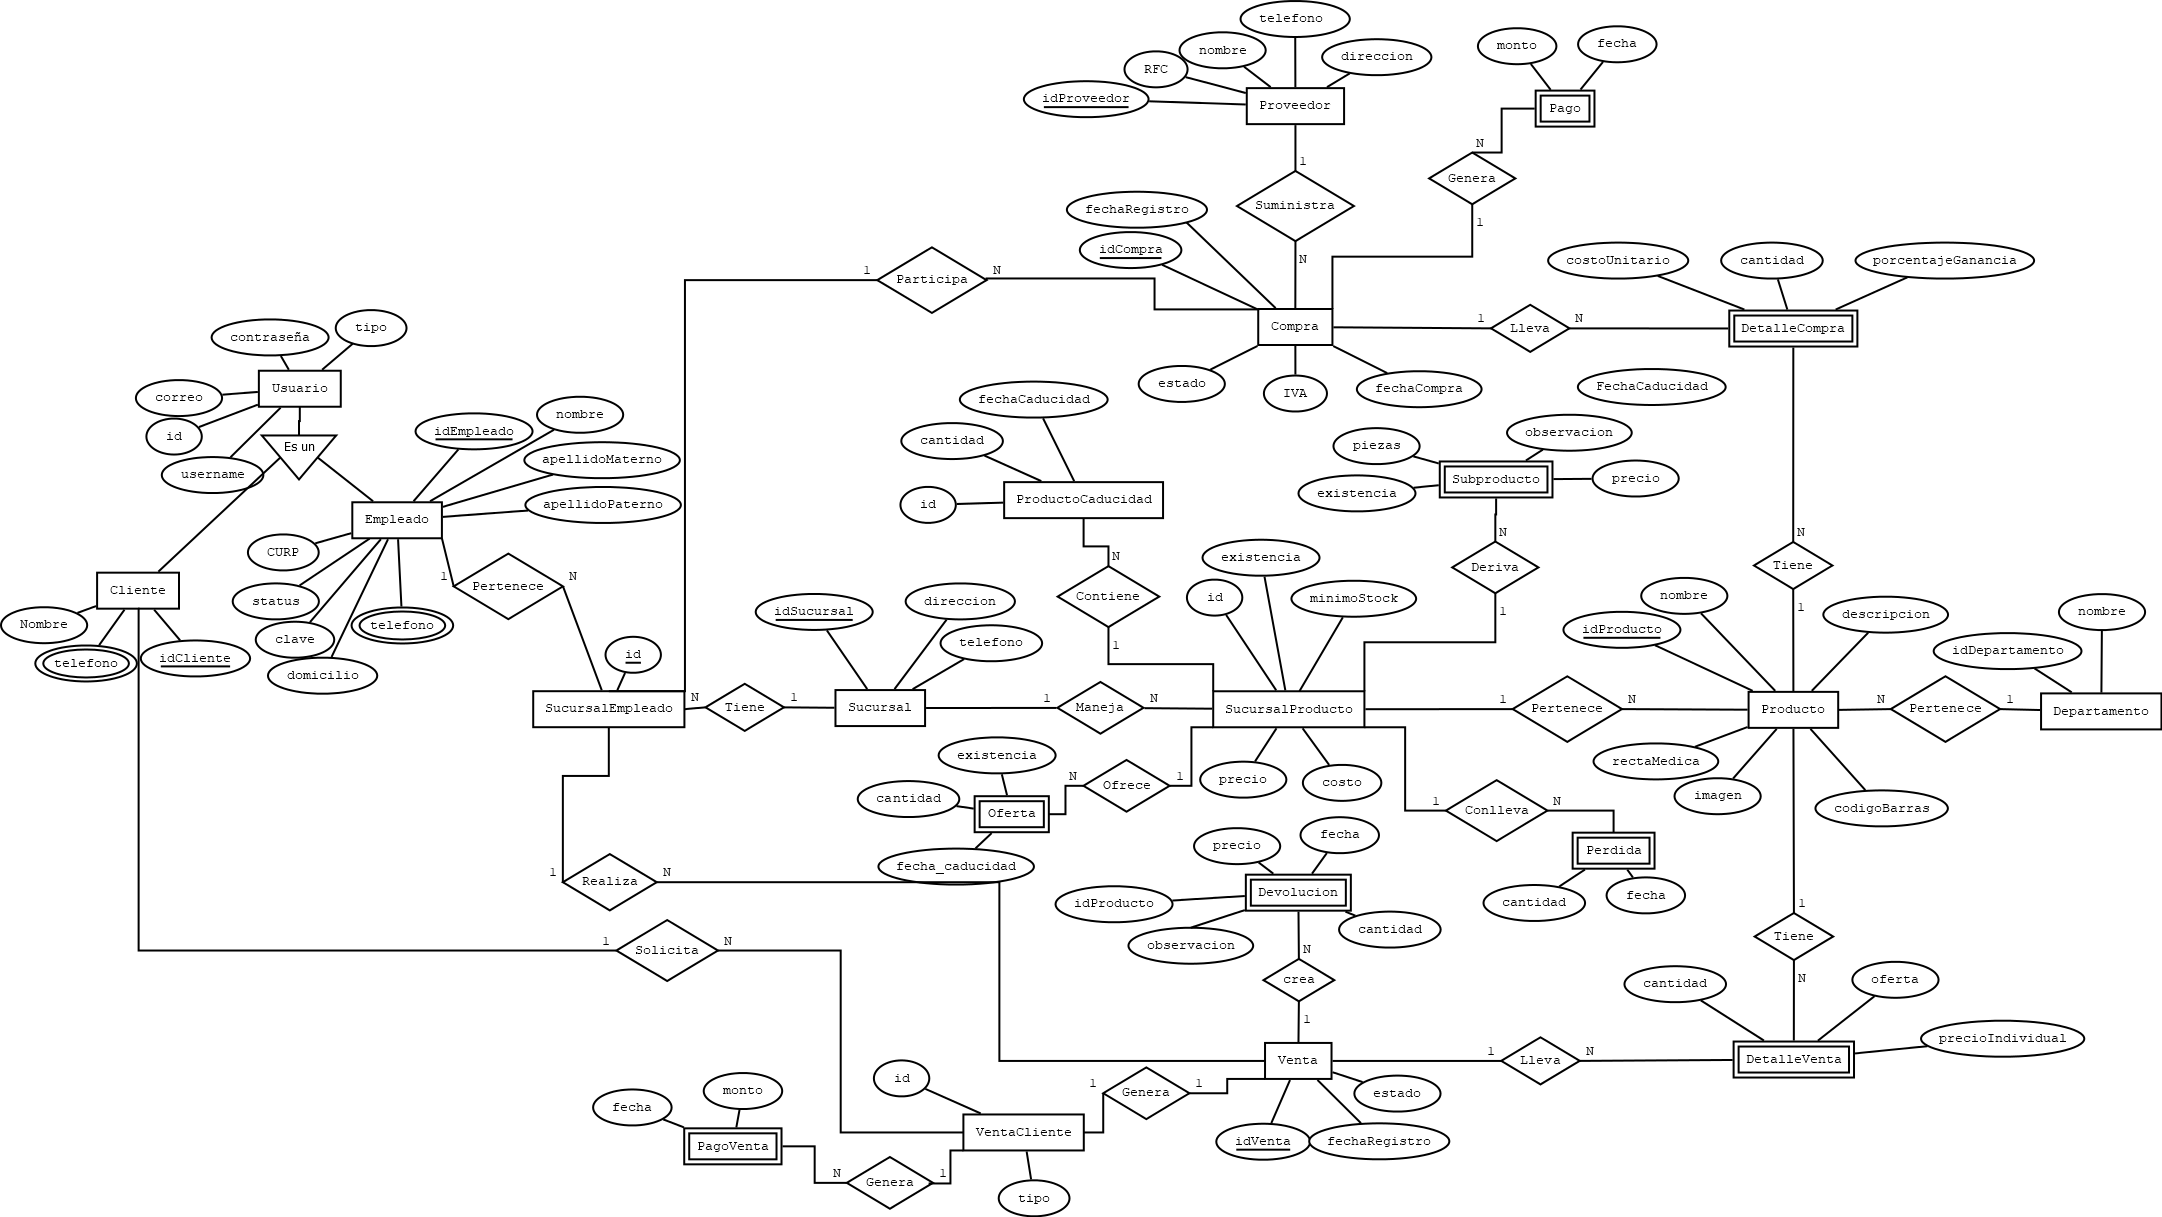 telefono
monto
fecha
nombre
direccion
RFC
idProveedor
Proveedor
Pago
N
1
Genera
Suministra
fechaRegistro
1
idCompra
N
costoUnitario
cantidad
porcentajeGanancia
1
N
Participa
Compra
1
Lleva
N
DetalleCompra
contraseña
tipo
Usuario
correo
id
username
Es un
estado
IVA
fechaCompra
FechaCaducidad
fechaCaducidad
cantidad
id
ProductoCaducidad
idEmpleado
nombre
apellidoMaterno
apellidoPaterno
Empleado
CURP
status
clave
domicilio
telefono
observacion
piezas
Subproducto
precio
existencia
N
Deriva
1
N
Tiene
1
Cliente
Nombre
telefono
idCliente
1
Pertenece
N
N
Contiene
1
existencia
id
minimoStock
idSucursal
direccion
telefono
id
nombre
idProducto
descripcion
nombre
idDepartamento
SucursalEmpleado
N
Tiene
1
Sucursal
1
Maneja
N
SucursalProducto
1
Pertenece
N
Producto
N
Pertenece
1
Departamento
existencia
cantidad
Oferta
N
Ofrece
1
fecha_caducidad
precio
costo
rectaMedica
imagen
codigoBarras
1
Conlleva
N
Perdida
cantidad
fecha
1
Realiza
N
precio
fecha
Devolucion
idProducto
observacion
cantidad
1
Solicita
N
N
crea
1
1
Tiene
N
cantidad
oferta
precioIndividual
Venta
1
Lleva
N
DetalleVenta
estado
idVenta
fechaRegistro
id
1
Genera
1
fecha
monto
PagoVenta
VentaCliente
N
Genera
1
tipo